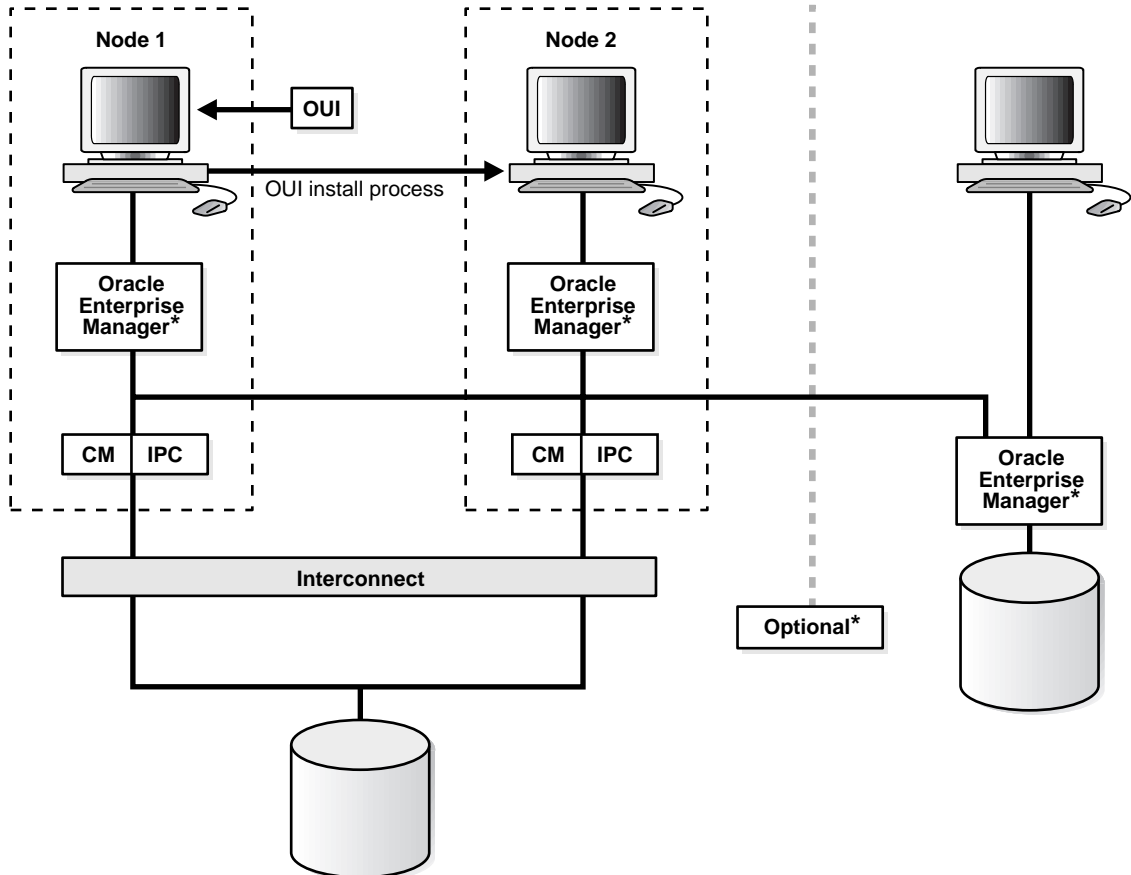 Node 1
Node 2
OUI
OUI install process
Oracle
Enterprise
Manager*
Oracle
Enterprise
Manager*
CM
IPC
CM
IPC
Oracle
Enterprise
Manager*
Interconnect
Optional*